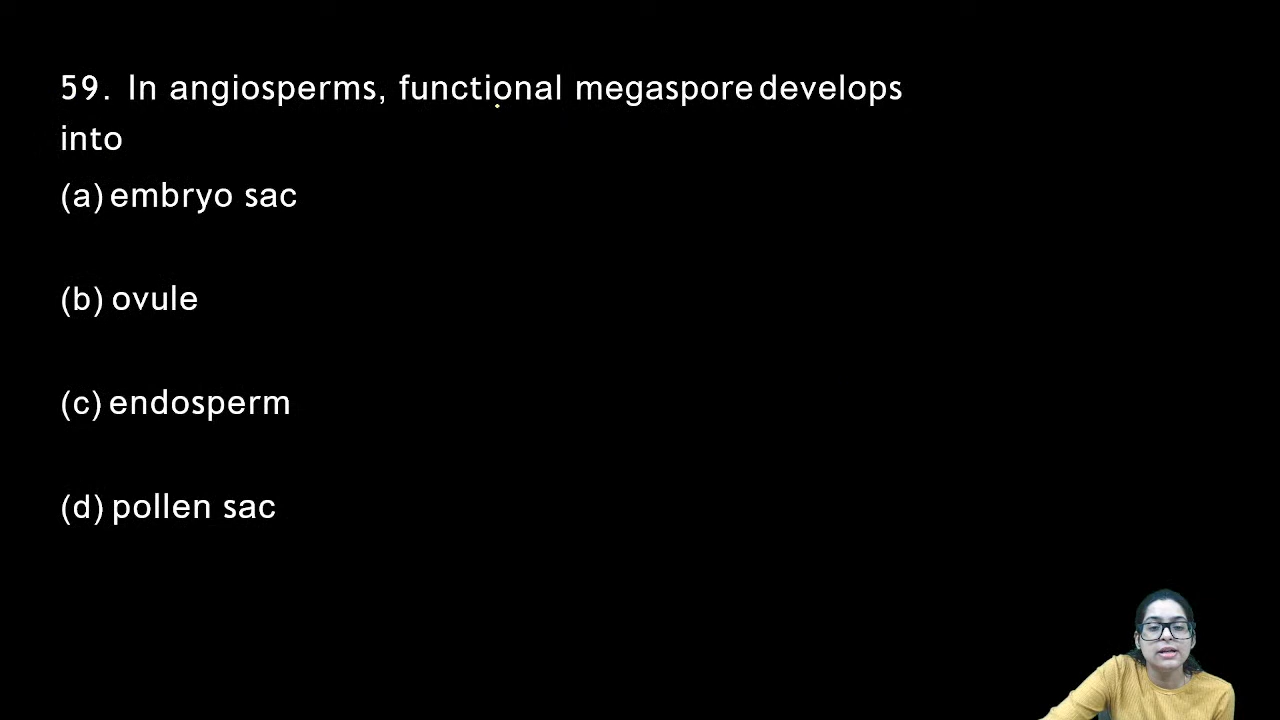 59. In angiosperms, functional megaspore develops
into
(a) embryo sac
(b) ovule
(c) endosperm
(d) pollen sac